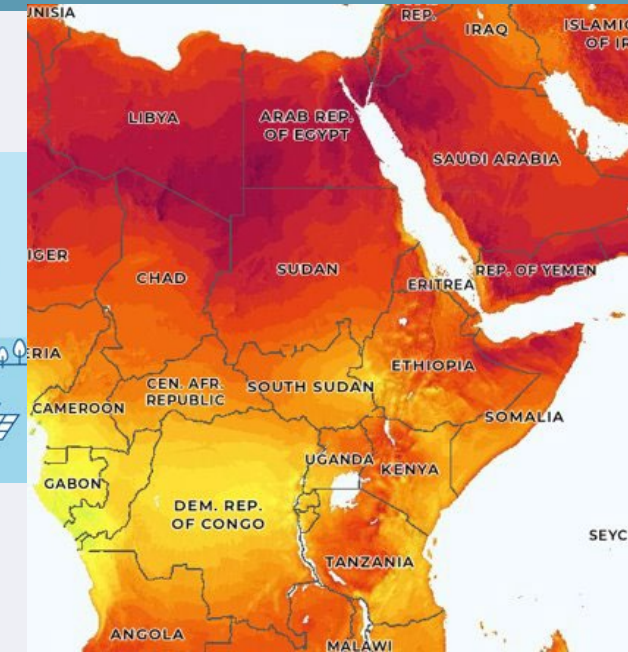 UNISIA
REP.
IRAQ
ISLAMIC
OF IR
LIBYA
ARAB REP.
OF EGYPT
SAUDI ARABIA
IGER
CHAD
SUDAN
ERITREA
REP. OF YEMEN
ERIA
CEN. AFR.
REPUBLIC
SOUTH SUDAN
ETHIOPIA
CAMEROON
SOMALIA
GABON
UGANDA
KENYA
DEM. REP.
OF CONGO
SEYC
TANZANIA
ANGOLA
MALAWI